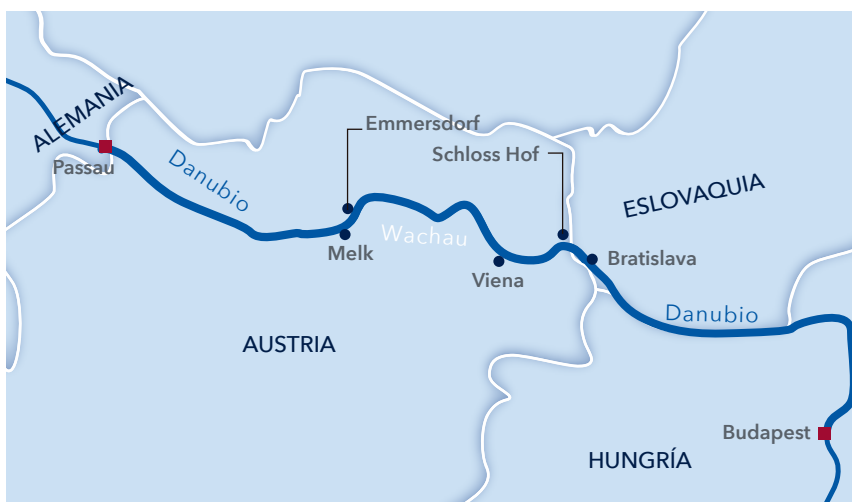 ALEMANIA
Emmersdorf
Schloss Hof
Passau
Danubio
ESLOVAQUIA
Wachau
Melk
Viena
Bratislava
Danubio
AUSTRIA
Budapest
HUNGRÍA